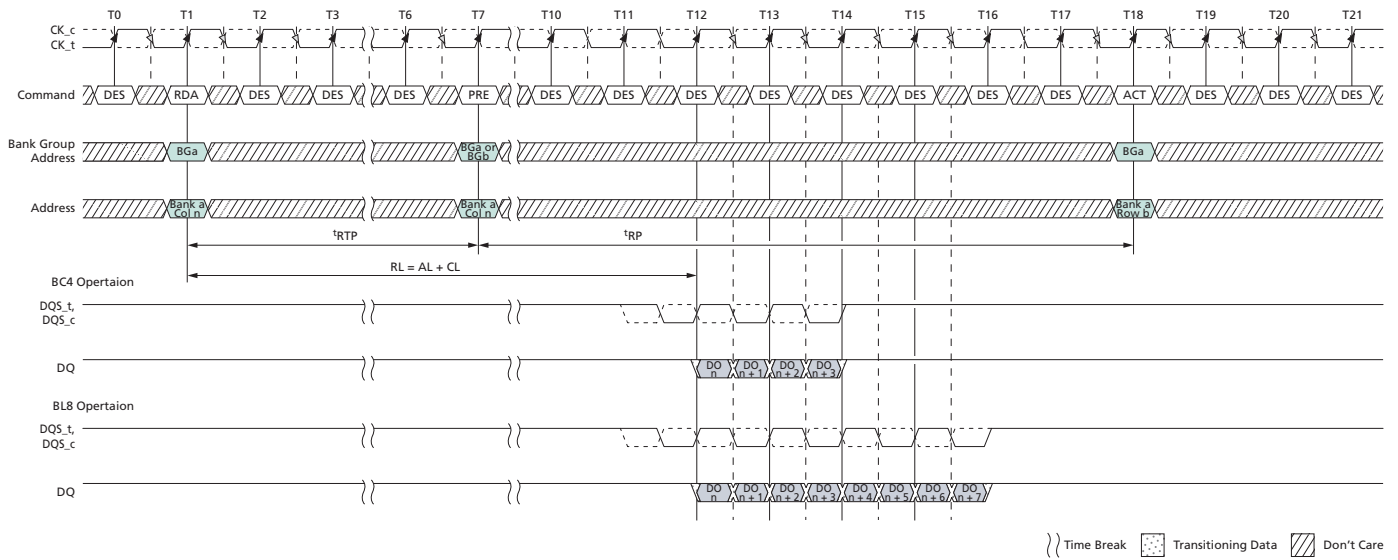 T0 T1 T2 T3 T6 T7 T10 T11 T12 T13 T14 T15 T16 T17 T18 T19 T20 T21
CK_c
CK_t
Command DES RDA DES DES DES PRE DES DES DES DES DES DES DES DES ACT DES DES DES
Bank Group
Address
BGa
BGa or
BGb
BGa
Address
Bank a
Col n
Bank a
Col n
Bank a
Row b
tRTP
tRP
RL = AL + CL
BC4 Opertaion
DQS_t,
DQS_c
DQ
DO
n
DO
n + 1
DO
n + 2
DO
n + 3
BL8 Opertaion
DQS_t,
DQS_c
DQ
DO
n
DO
n + 1
DO
n + 2
DO
n + 3
DO
n + 4
DO
n + 5
DO
n + 6
DO
n + 7
Time Break Transitioning Data Don't Care